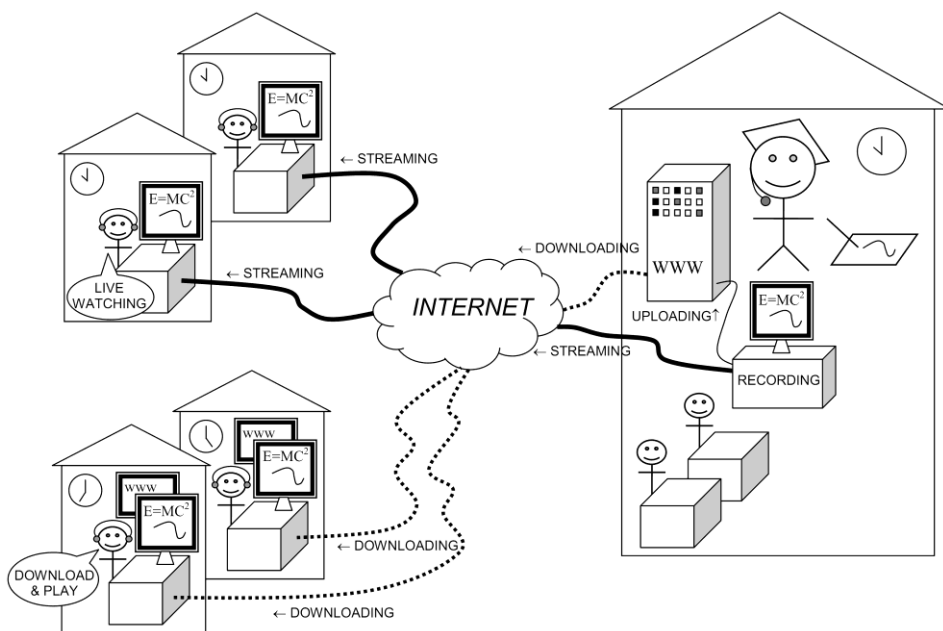 E=MC²
← STREAMING
E=MC²
← STREAMING
LIVE
WATCHING
INTERNET
← DOWNLOADING
WWW
UPLOADING↑
E=MC²
← STREAMING
RECORDING
WWW
E=MC²
← DOWNLOADING
WWW
E=MC²
DOWNLOAD
& PLAY
← DOWNLOADING